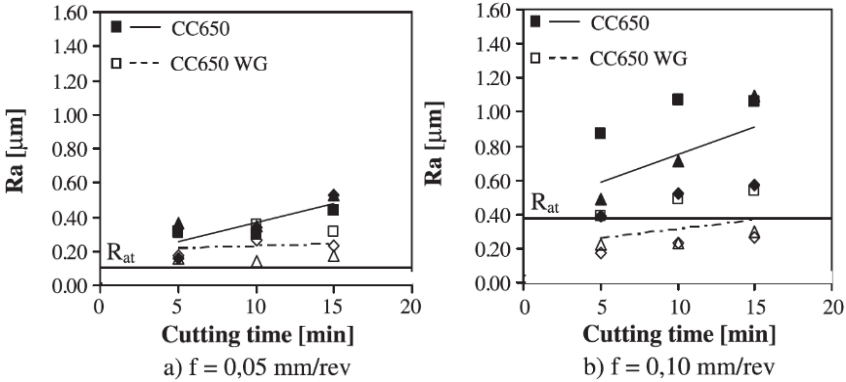 1.60
1.40
1.20
1.00
0.80
0.60
0.40
0.20
0.00
Ra [µm]
CC650
CC650 WG
Rat
0
5
10
15
20
Cutting time [min]
a) f = 0,05 mm/rev
1.60
1.40
1.20
1.00
0.80
0.60
0.40
0.20
0.00
Ra [µm]
CC650
CC650 WG
Rat
0
5
10
15
20
Cutting time [min]
b) f = 0,10 mm/rev